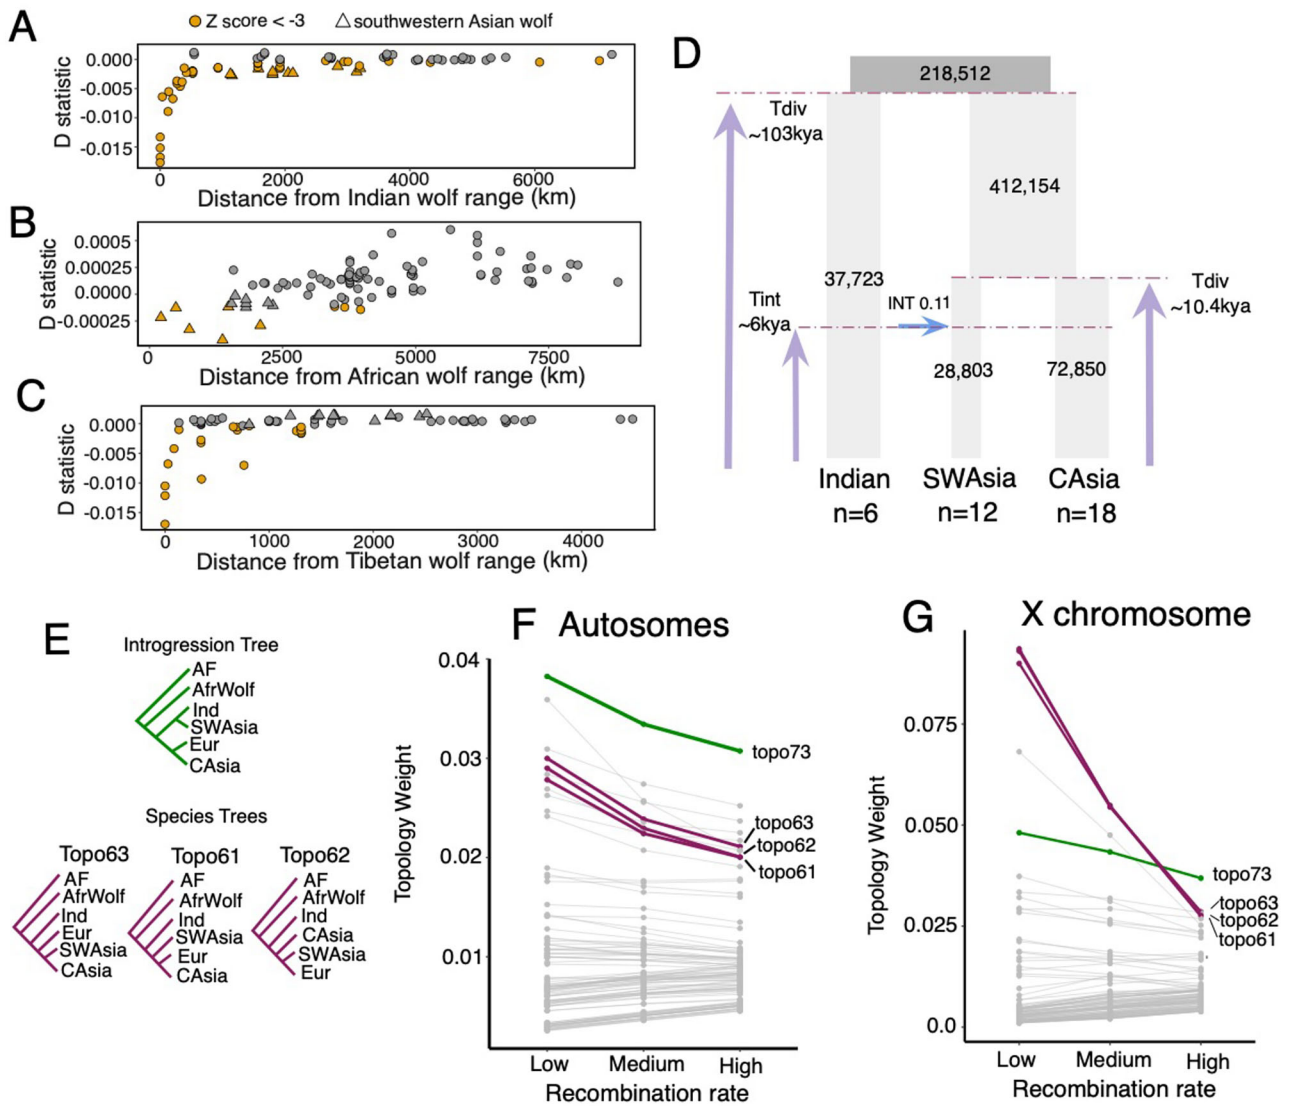 A
Z score < -3
southwestern Asian wolf
D statistic
0.000
-0.005
-0.010
-0.015
0
2000
4000
6000
Distance from Indian wolf range (km)
B
D statistic
0.0005
0.00025
0.0000
-0.00025
0
2500
5000
7500
Distance from African wolf range (km)
C
D statistic
0.000
-0.005
-0.010
-0.015
0
1000
2000
3000
4000
Distance from Tibetan wolf range (km)
D
218,512
Tdiv
~103kya
412,154
37,723
INT 0.11
Tint
~6kya
Tdiv
~10.4kya
28,803
72,850
Indian
n=6
SWAsia
n=12
CAsia
n=18
E
Introgression Tree
AF
AfrWolf
Ind
SWAsia
Eur
CAsia
Species Trees
Topo63
AF
AfrWolf
Ind
Eur
SWAsia
CAsia
Topo61
AF
AfrWolf
Ind
SWAsia
Eur
CAsia
Topo62
AF
AfrWolf
Ind
CAsia
SWAsia
Eur
F
Autosomes
Topology Weight
0.04
0.03
0.02
0.01
topo73
topo63
topo62
topo61
Low
Medium
High
Recombination rate
G
X chromosome
Topology Weight
0.075
0.050
0.025
0.0
topo73
topo63
topo62
topo61
Low
Medium
High
Recombination rate